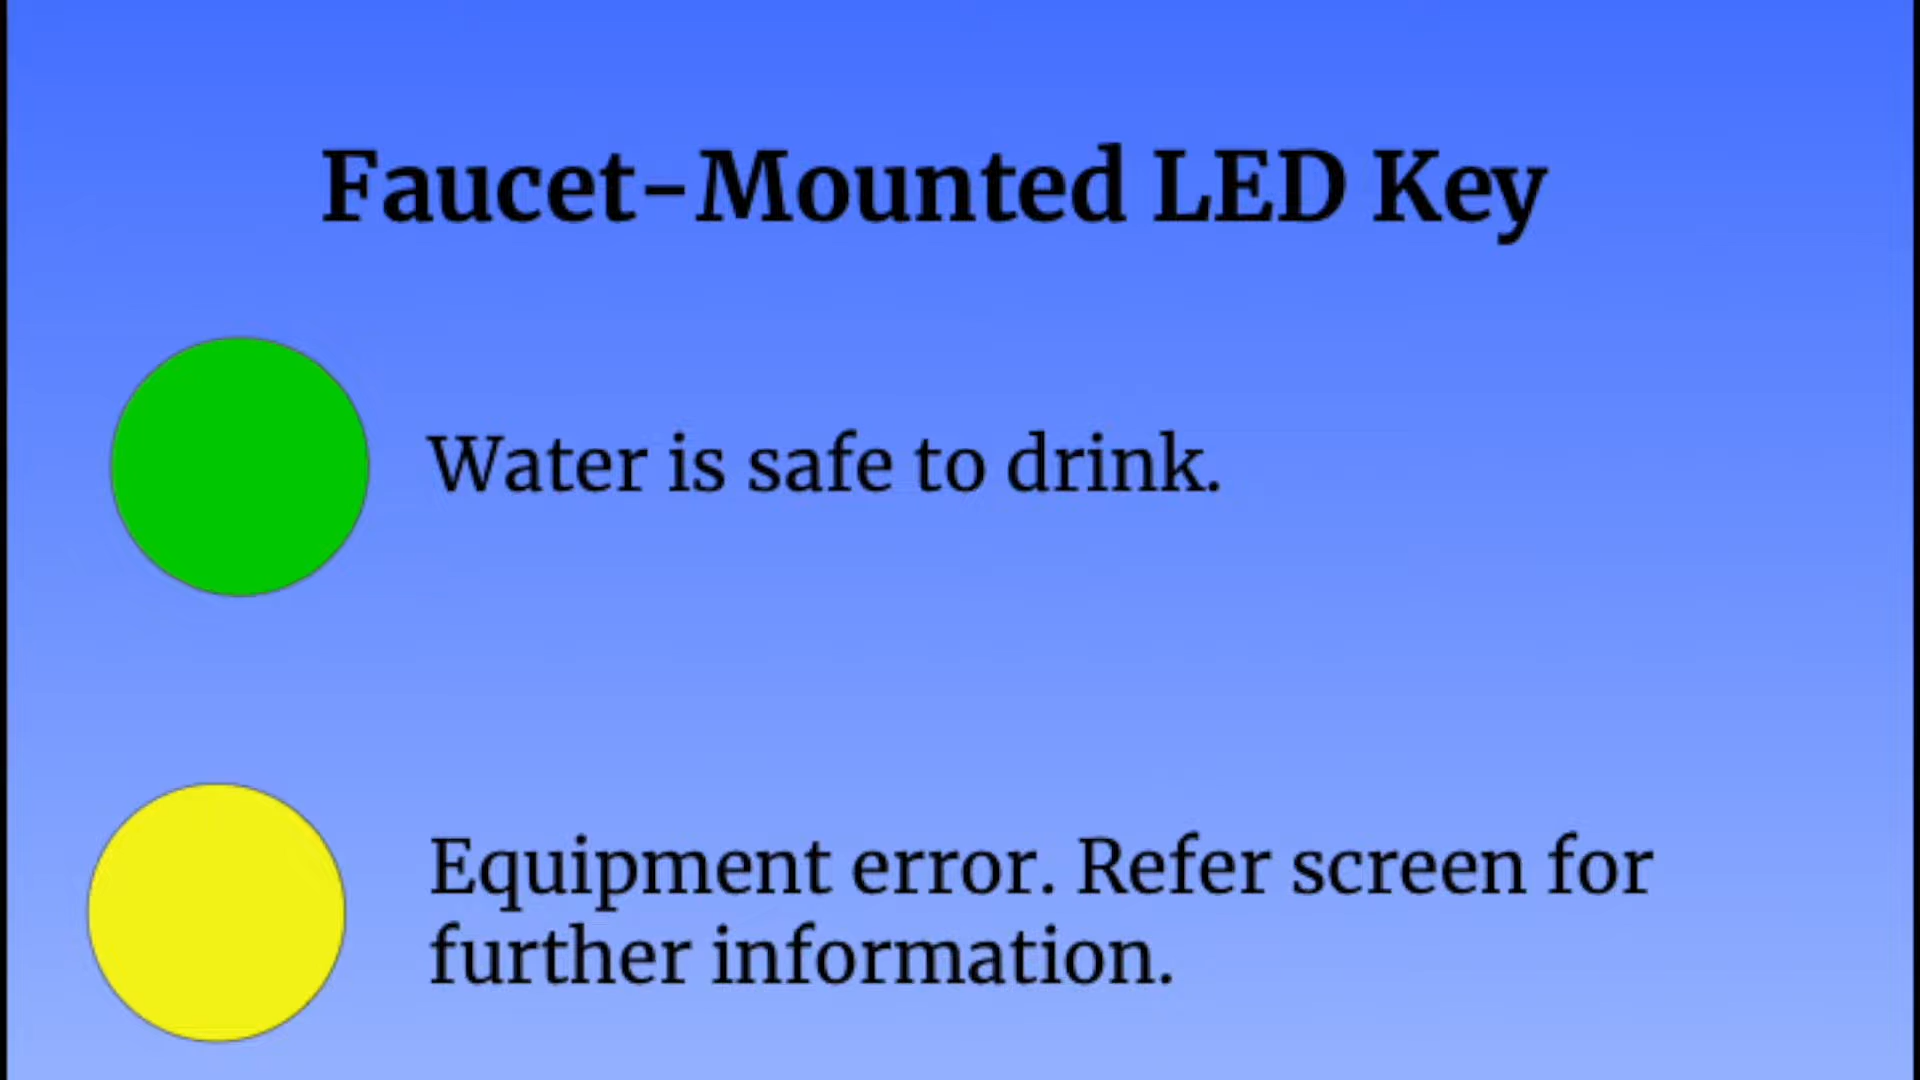 Faucet-Mounted LED Key
Water is safe to drink.
Equipment error. Refer screen for
further information.